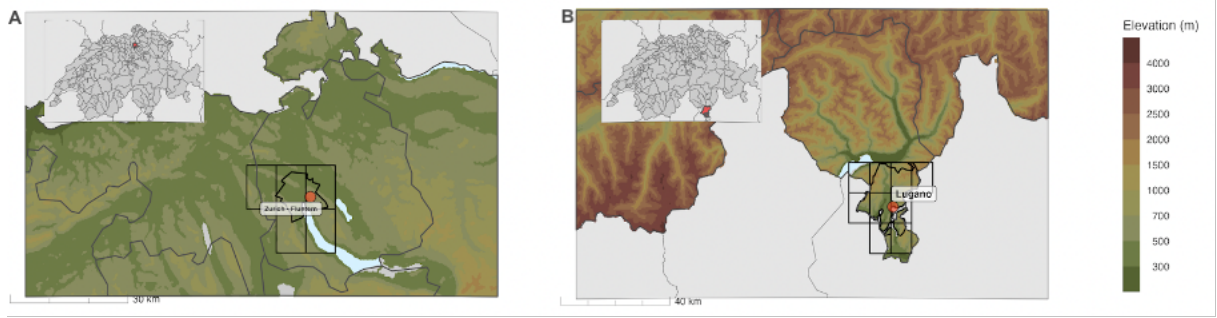 A
B
Zurich - Fluntern
Lugano
30 km
40 km
Elevation (m)
4000
3000
2500
2000
1500
1000
700
500
300